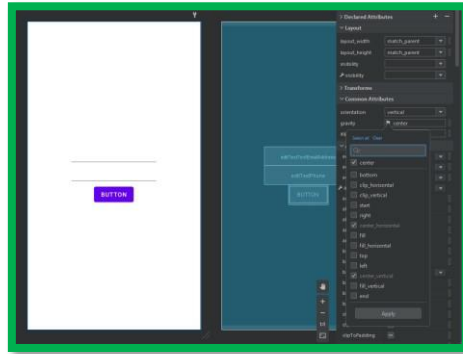 Declared Attributes
Layout
layout_width match_parent
layout_height match_parent
visibility
visibility
Transforms
Common Attributes
orientation vertical
gravity center
Select all Clear
center
bottom
clip_horizontal
clip_vertical
start
right
center_horizontal
fill
fill_horizontal
top
left
center_vertical
fill_vertical
end
Apply
clipToPadding
BUTTON
editTextPhone
BUTTON
1:1